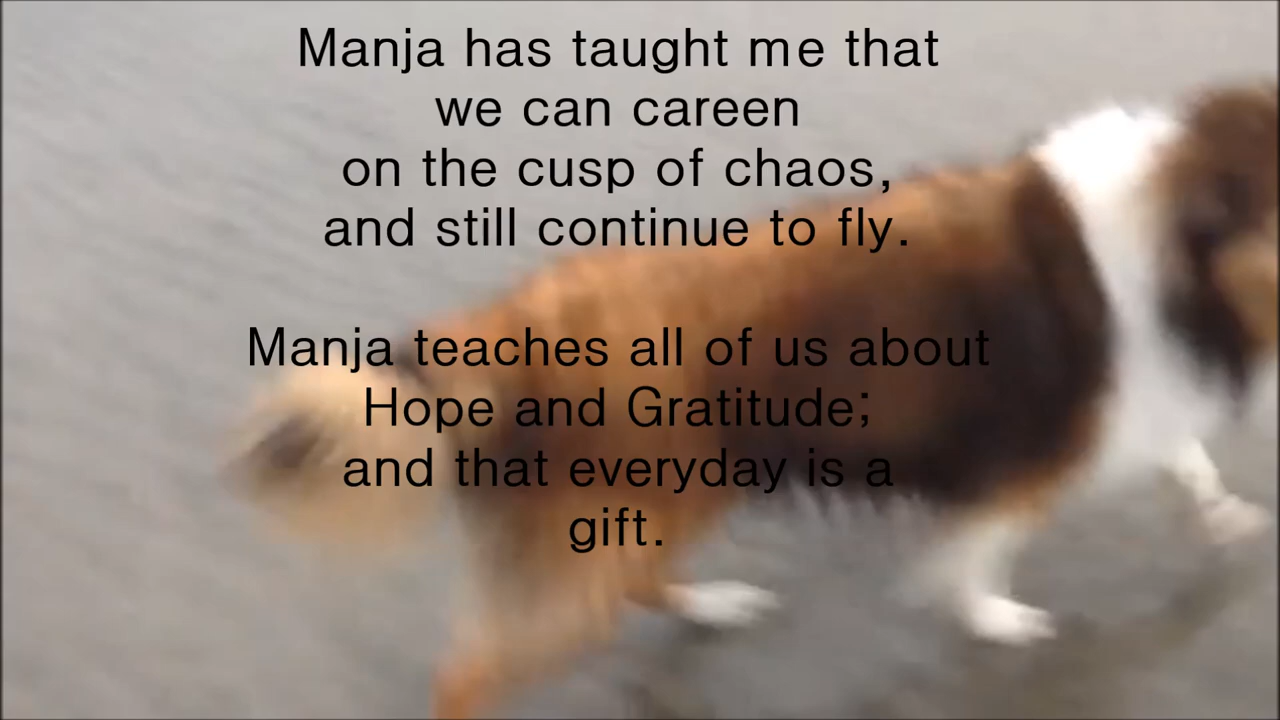 Manja has taught me that
we can careen
on the cusp of chaos,
and still continue to fly.
Manja teaches all of us about
Hope and Gratitude;
and that everyday is a
gift.